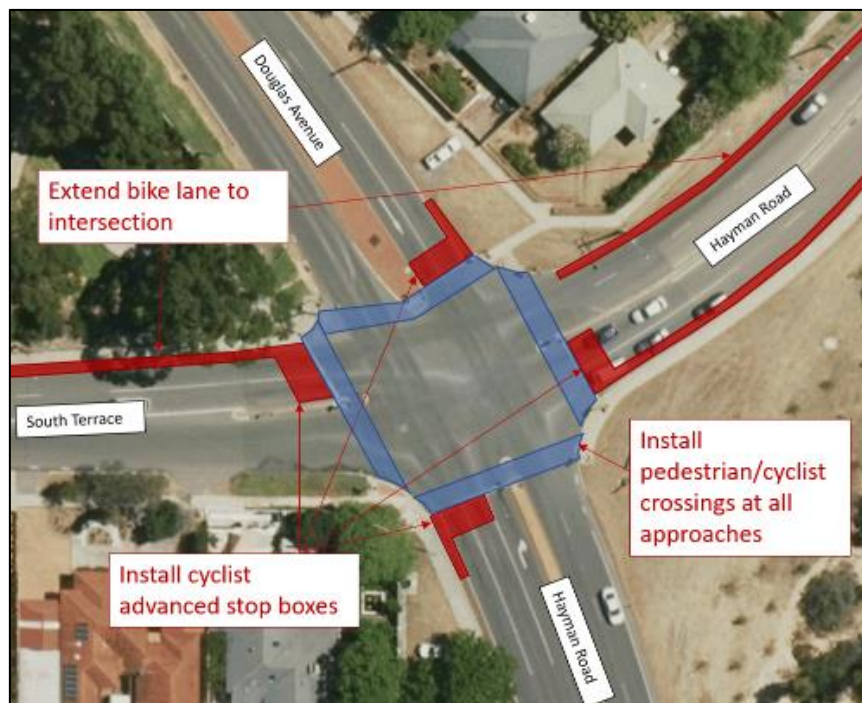 Douglas Avenue
Extend bike lane to
intersection
Hayman Road
South Terrace
Install
pedestrian/cyclist
crossings at all
approaches
Install cyclist
advanced stop boxes
Hayman Road